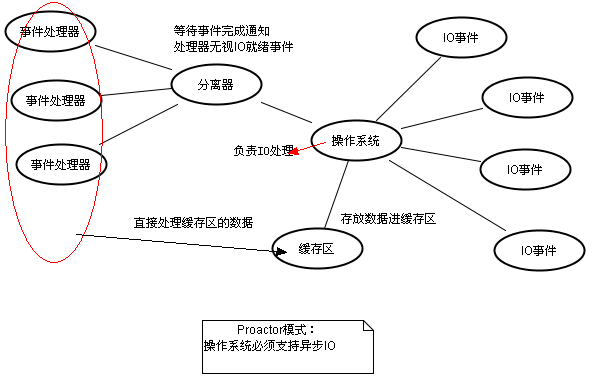 事件处理器
等待事件完成通知
处理器无视IO就绪事件
IO事件
分离器
事件处理器
IO事件
操作系统
负责IO处理
事件处理器
IO事件
直接处理缓存区的数据
存放数据进缓存区
缓存区
IO事件
Proactor模式：
操作系统必须支持异步IO